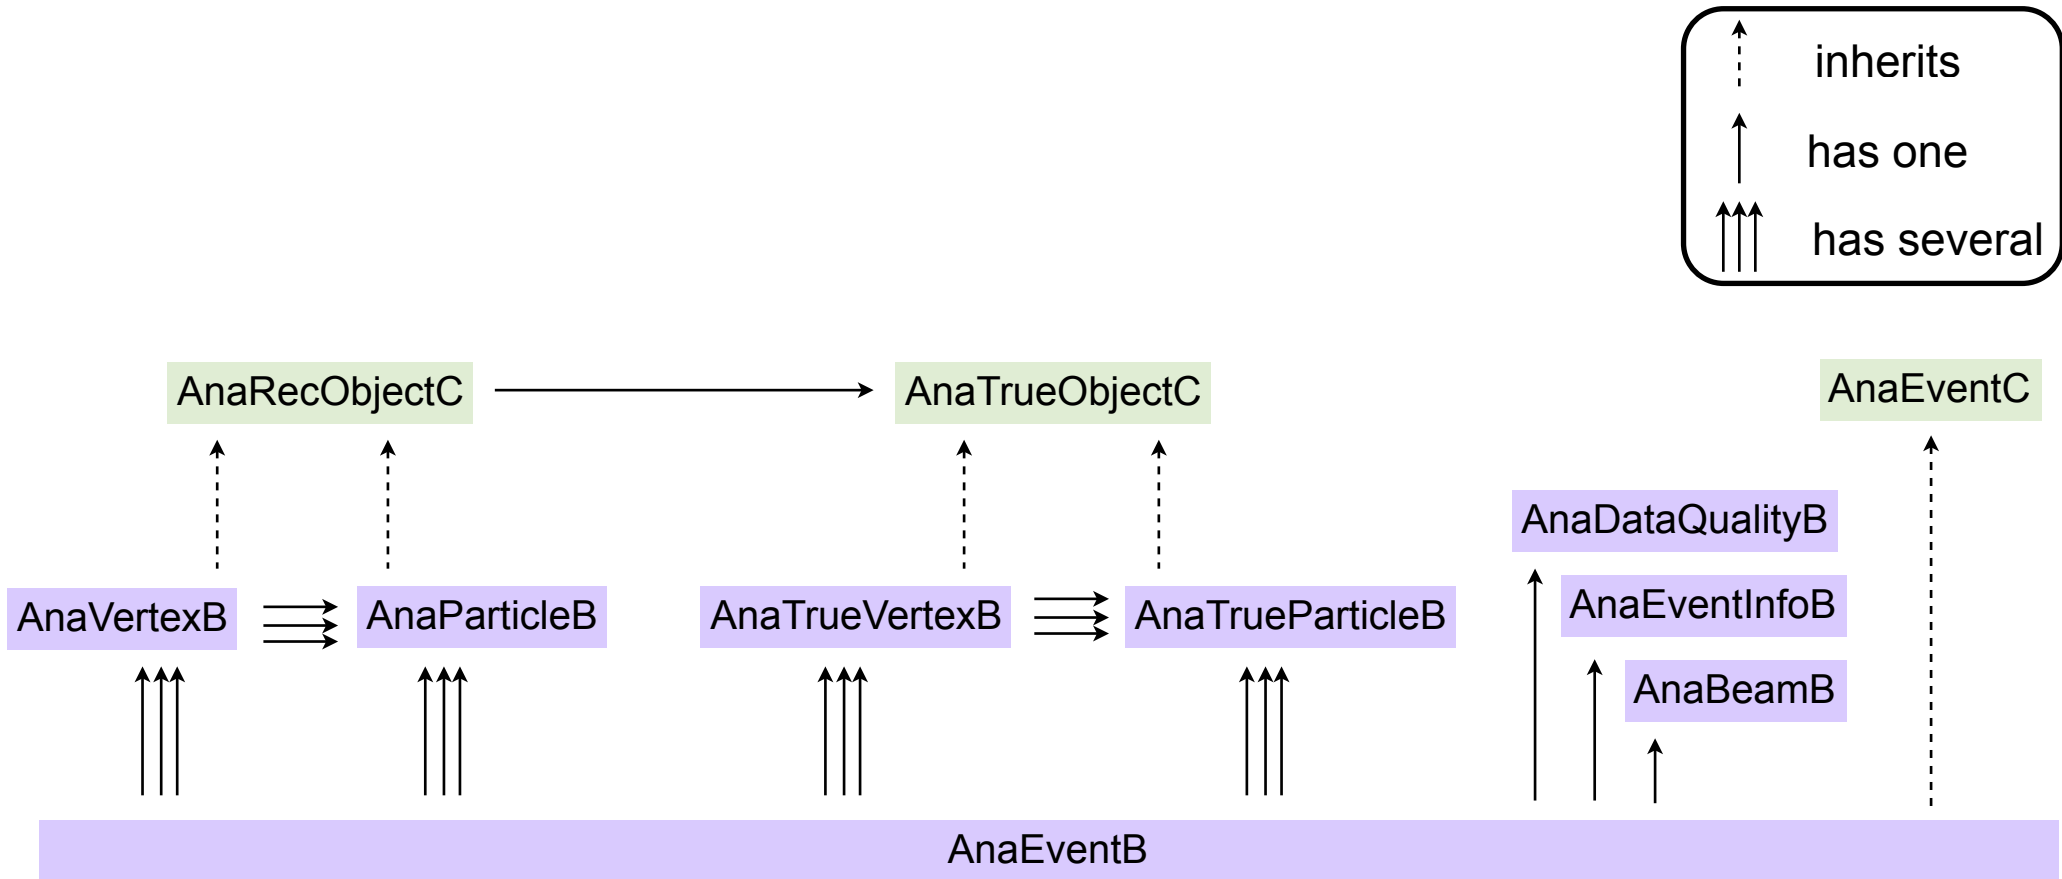 inherits
has one
has several
AnaRecObjectC
AnaTrueObjectC
AnaEventC
AnaDataQualityB
AnaEventInfoB
AnaBeamB
AnaVertexB
AnaParticleB
AnaTrueVertexB
AnaTrueParticleB
AnaEventB